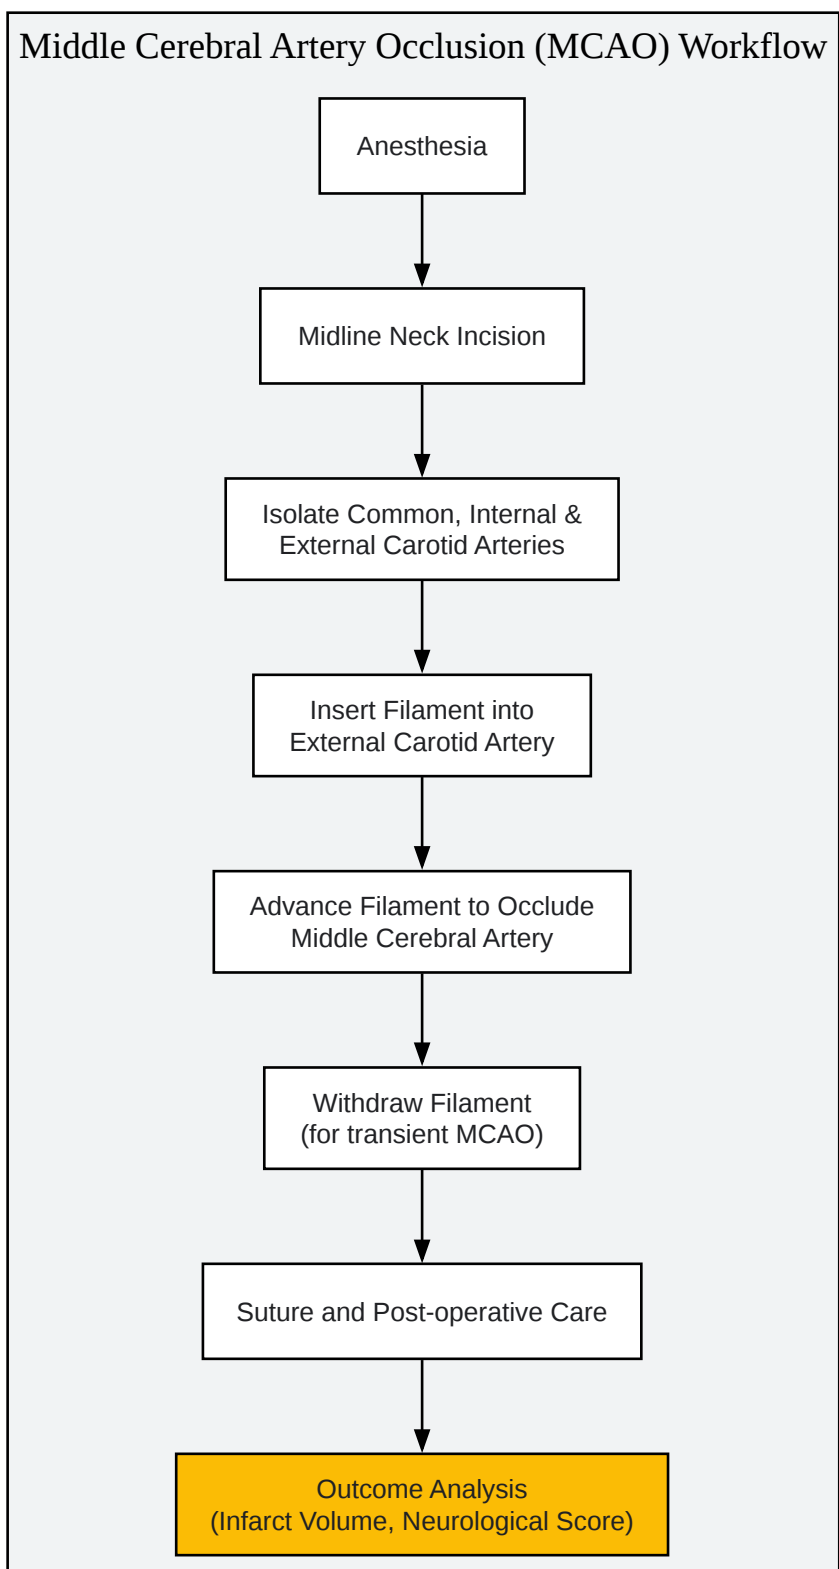 Middle Cerebral Artery Occlusion (MCAO) Workflow
Anesthesia
Midline Neck Incision
Isolate Common, Internal &
External Carotid Arteries
Insert Filament into
External Carotid Artery
Advance Filament to Occlude
Middle Cerebral Artery
Withdraw Filament
(for transient MCAO)
Suture and Post-operative Care
Outcome Analysis
(Infarct Volume, Neurological Score)